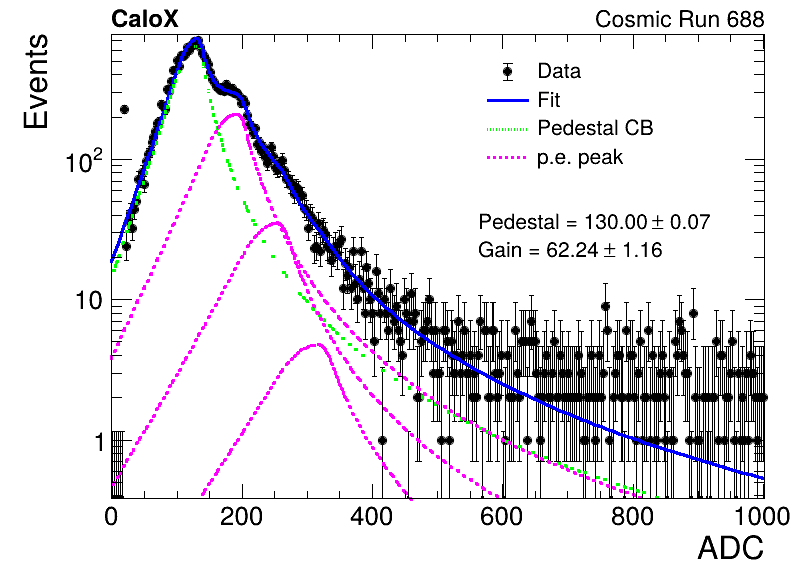 CaloX
Cosmic Run 688
Events
Data
Fit
Pedestal CB
p.e. peak
Pedestal = 130.00 ± 0.07
Gain = 62.24 ± 1.16
10²
10
1
0 200 400 600 800 1000
ADC